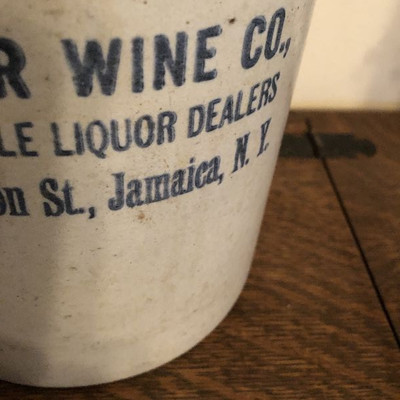 R WINE CO.,
LE LIQUOR DEALERS
on St., Jamaica, N. Y.